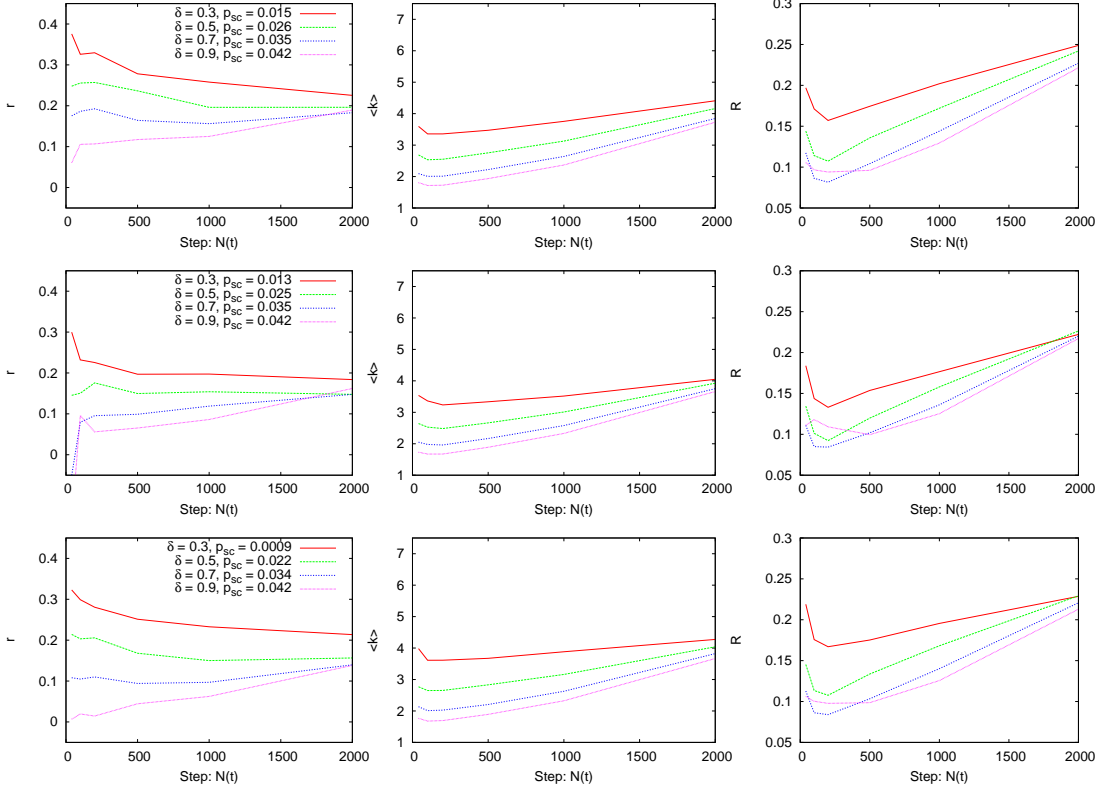 0.4
0.3
0.2
0.1
0
r
δ = 0.3, p_sc = 0.015
δ = 0.5, p_sc = 0.026
δ = 0.7, p_sc = 0.035
δ = 0.9, p_sc = 0.042
0 500 1000 1500 2000
Step: N(t)
7
6
5
4
3
2
1
<k>
0 500 1000 1500 2000
Step: N(t)
0.3
0.25
0.2
0.15
0.1
0.05
R
0 500 1000 1500 2000
Step: N(t)
0.4
0.3
0.2
0.1
0
r
δ = 0.3, p_sc = 0.013
δ = 0.5, p_sc = 0.025
δ = 0.7, p_sc = 0.035
δ = 0.9, p_sc = 0.042
0 500 1000 1500 2000
Step: N(t)
7
6
5
4
3
2
1
<k>
0 500 1000 1500 2000
Step: N(t)
0.3
0.25
0.2
0.15
0.1
0.05
R
0 500 1000 1500 2000
Step: N(t)
0.4
0.3
0.2
0.1
0
r
δ = 0.3, p_sc = 0.0009
δ = 0.5, p_sc = 0.022
δ = 0.7, p_sc = 0.034
δ = 0.9, p_sc = 0.042
0 500 1000 1500 2000
Step: N(t)
7
6
5
4
3
2
1
<k>
0 500 1000 1500 2000
Step: N(t)
0.3
0.25
0.2
0.15
0.1
0.05
R
0 500 1000 1500 2000
Step: N(t)